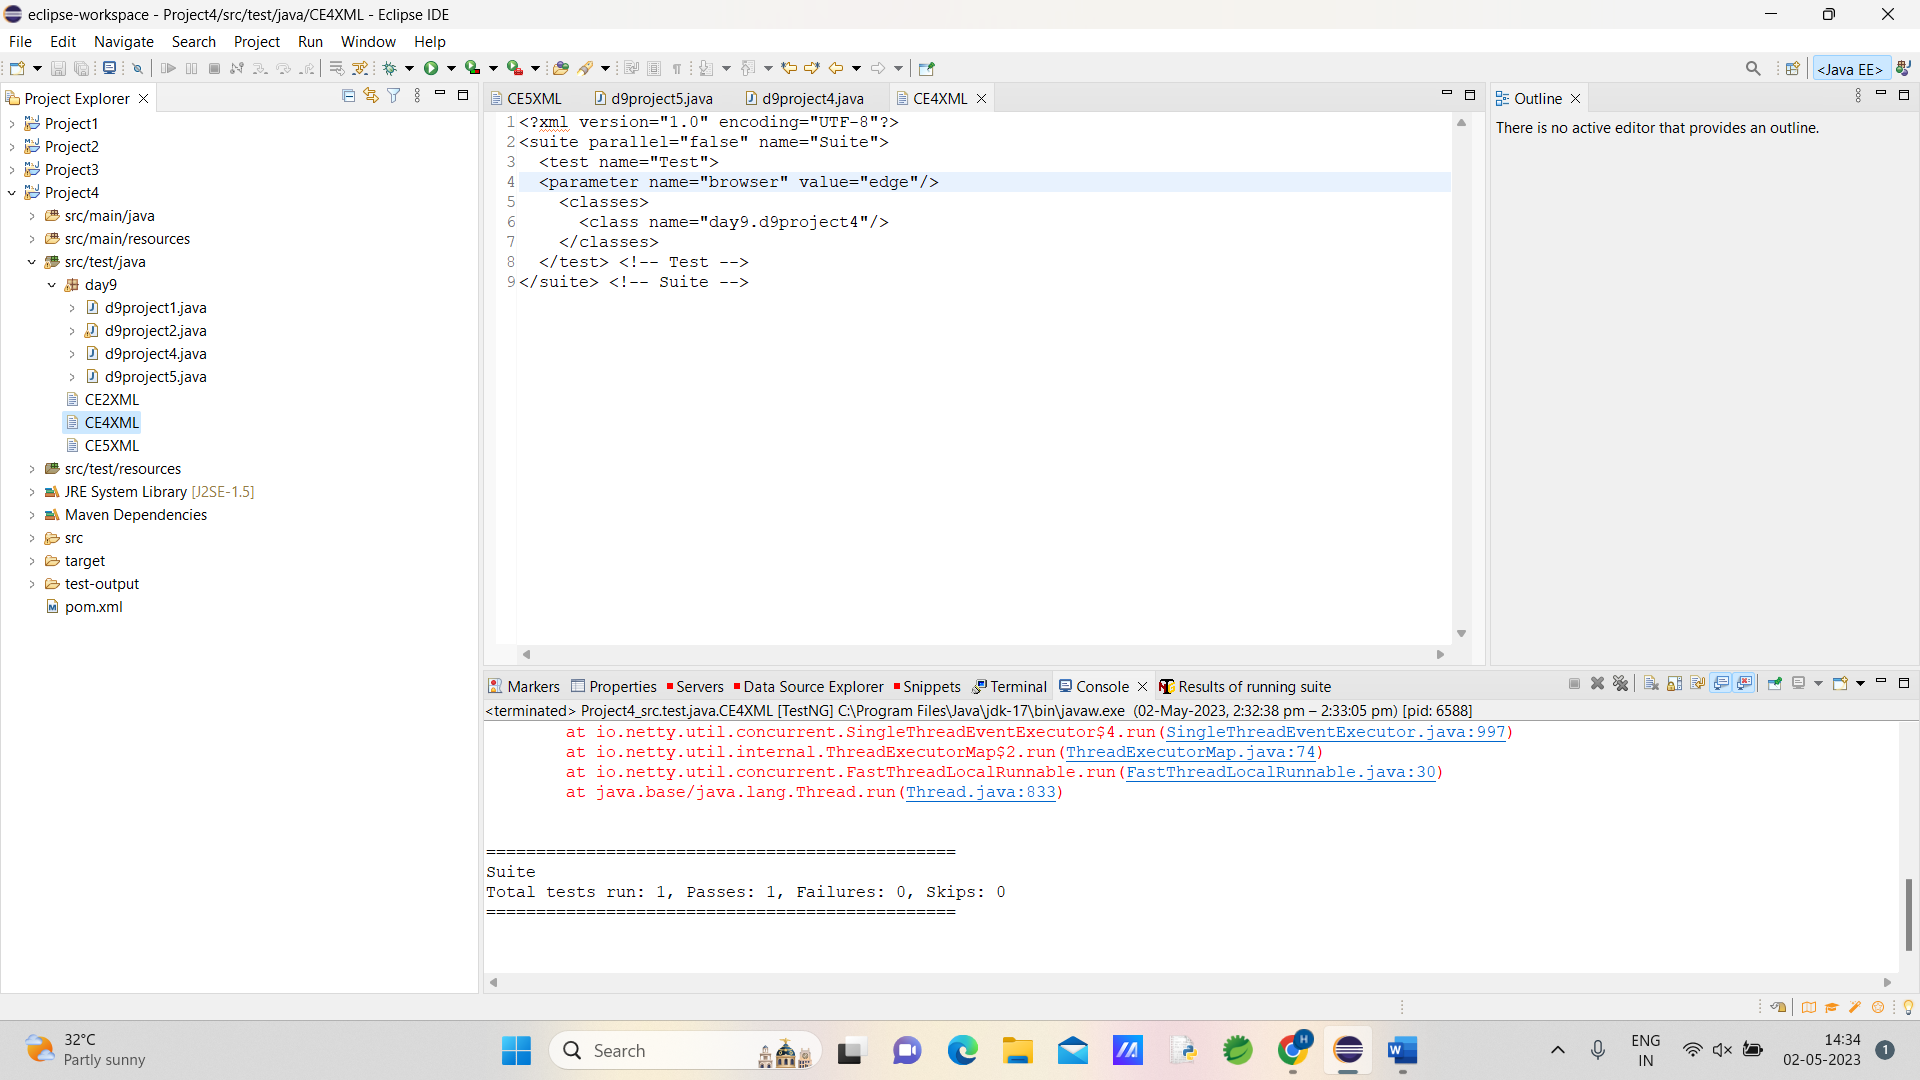 eclipse-workspace - Project4/src/test/java/CE4XML - Eclipse IDE
File Edit Navigate Search Project Run Window Help
<Java EE>
Project Explorer
Project1
Project2
Project3
Project4
src/main/java
src/main/resources
src/test/java
day9
d9project1.java
d9project2.java
d9project4.java
d9project5.java
CE2XML
CE4XML
CE5XML
src/test/resources
JRE System Library [J2SE-1.5]
Maven Dependencies
src
target
test-output
pom.xml
CE5XML d9project5.java d9project4.java CE4XML
1 <?xml version="1.0" encoding="UTF-8"?>
2 <suite parallel="false" name="Suite">
3 <test name="Test">
4 <parameter name="browser" value="edge"/>
5 <classes>
6 <class name="day9.d9project4"/>
7 </classes>
8 </test> <!-- Test -->
9 </suite> <!-- Suite -->
Outline
There is no active editor that provides an outline.
Markers Properties Servers Data Source Explorer Snippets Terminal Console Results of running suite
<terminated> Project4_src.test.java.CE4XML [TestNG] C:\Program Files\Java\jdk-17\bin\javaw.exe (02-May-2023, 2:32:38 pm – 2:33:05 pm) [pid: 6588]
at io.netty.util.concurrent.SingleThreadEventExecutor$4.run(SingleThreadEventExecutor.java:997)
at io.netty.util.internal.ThreadExecutorMap$2.run(ThreadExecutorMap.java:74)
at io.netty.util.concurrent.FastThreadLocalRunnable.run(FastThreadLocalRunnable.java:30)
at java.base/java.lang.Thread.run(Thread.java:833)
===============================================
Suite
Total tests run: 1, Passes: 1, Failures: 0, Skips: 0
===============================================
32°C
Partly sunny
Search
H
ENG
IN
14:34
02-05-2023
1